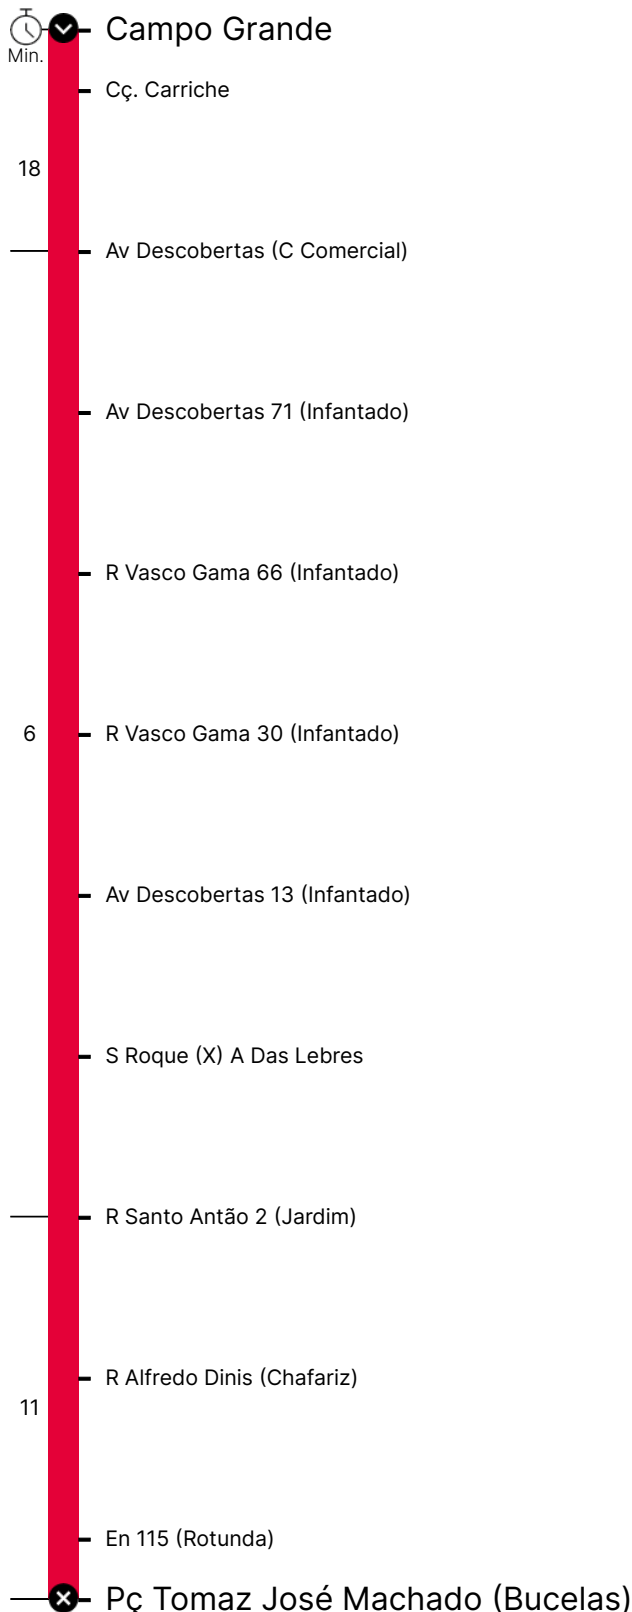 Campo Grande
Min.
Cç. Carriche
18
Av Descobertas (C Comercial)
Av Descobertas 71 (Infantado)
R Vasco Gama 66 (Infantado)
6
R Vasco Gama 30 (Infantado)
Av Descobertas 13 (Infantado)
S Roque (X) A Das Lebres
R Santo Antão 2 (Jardim)
R Alfredo Dinis (Chafariz)
11
En 115 (Rotunda)
Pç Tomaz José Machado (Bucelas)